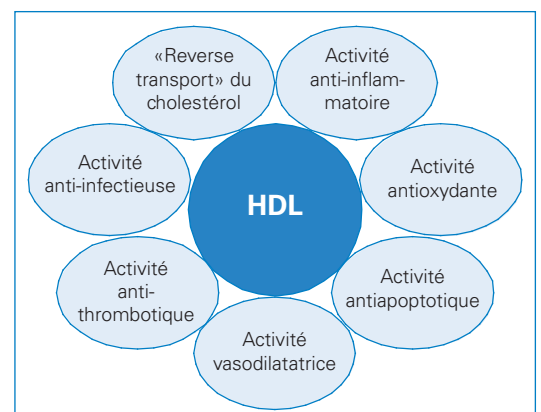 «Reverse
transport» du
cholestérol
Activité
anti-inflam-
matoire
Activité
anti-infectieuse
HDL
Activité
antioxydante
Activité
anti-
thrombotique
Activité
antiapoptotique
Activité
vasodilatatrice